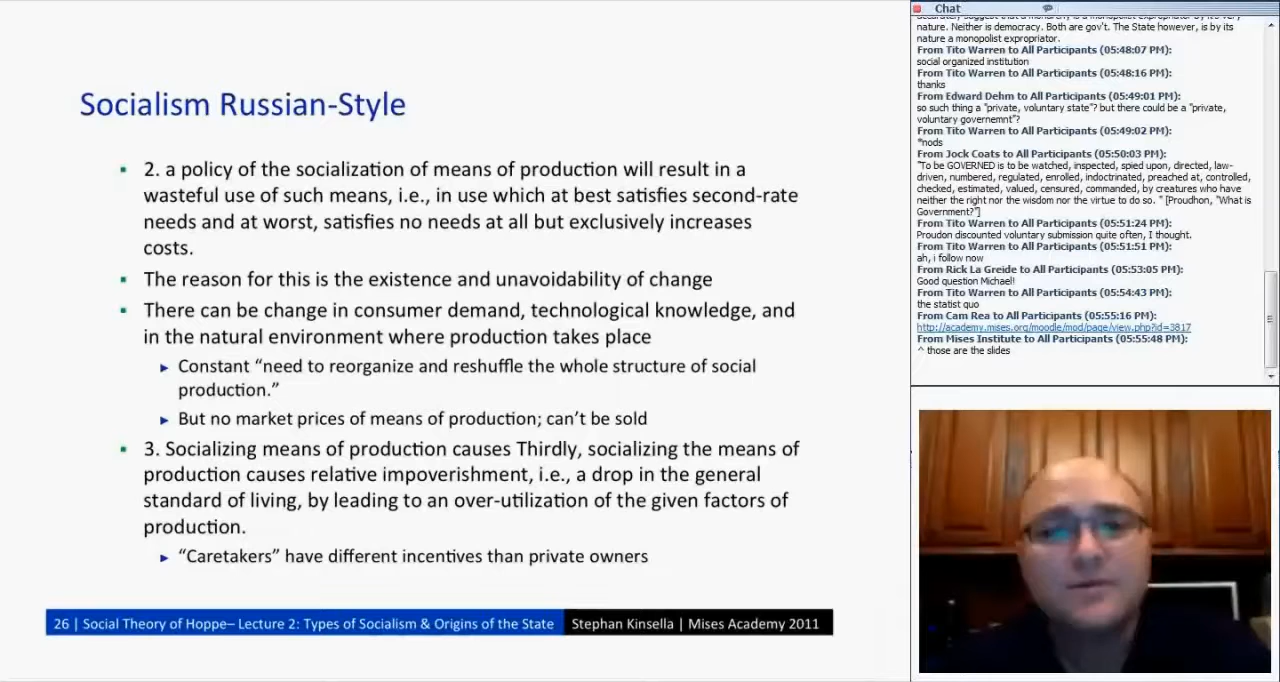 Socialism Russian-Style
2. a policy of the socialization of means of production will result in a
wasteful use of such means, i.e., in use which at best satisfies second-rate
needs and at worst, satisfies no needs at all but exclusively increases
costs.
The reason for this is the existence and unavoidability of change
There can be change in consumer demand, technological knowledge, and
in the natural environment where production takes place
Constant “need to reorganize and reshuffle the whole structure of social
production.”
But no market prices of means of production; can’t be sold
3. Socializing means of production causes Thirdly, socializing the means of
production causes relative impoverishment, i.e., a drop in the general
standard of living, by leading to an over-utilization of the given factors of
production.
“Caretakers” have different incentives than private owners
26 | Social Theory of Hoppe– Lecture 2: Types of Socialism & Origins of the State
Stephan Kinsella | Mises Academy 2011
Chat
accurately suggest that a monarchy is a monopolist expropriator by it's very
nature. Neither is democracy. Both are gov't. The State however, is by its
nature a monopolist expropriator.
From Tito Warren to All Participants (05:48:07 PM):
social organized institution
From Tito Warren to All Participants (05:48:16 PM):
thanks
From Edward Dehm to All Participants (05:49:01 PM):
so such thing a "private, voluntary state"? but there could be a "private,
voluntary governemnt"?
From Tito Warren to All Participants (05:49:02 PM):
*nods
From Jock Coats to All Participants (05:50:03 PM):
"To be GOVERNED is to be watched, inspected, spied upon, directed, law-
driven, numbered, regulated, enrolled, indoctrinated, preached at, controlled,
checked, estimated, valued, censured, commanded, by creatures who have
neither the right nor the wisdom nor the virtue to do so. " [Proudhon, "What is
Government?"]
From Tito Warren to All Participants (05:51:24 PM):
Proudon discounted voluntary submission quite often, I thought.
From Tito Warren to All Participants (05:51:51 PM):
ah, i follow now
From Rick La Greide to All Participants (05:53:05 PM):
Good question Michael!
From Tito Warren to All Participants (05:54:43 PM):
the statist quo
From Cam Rea to All Participants (05:55:16 PM):
http://academy.mises.org/moodle/mod/page/view.php?id=3817
From Mises Institute to All Participants (05:55:48 PM):
^ those are the slides